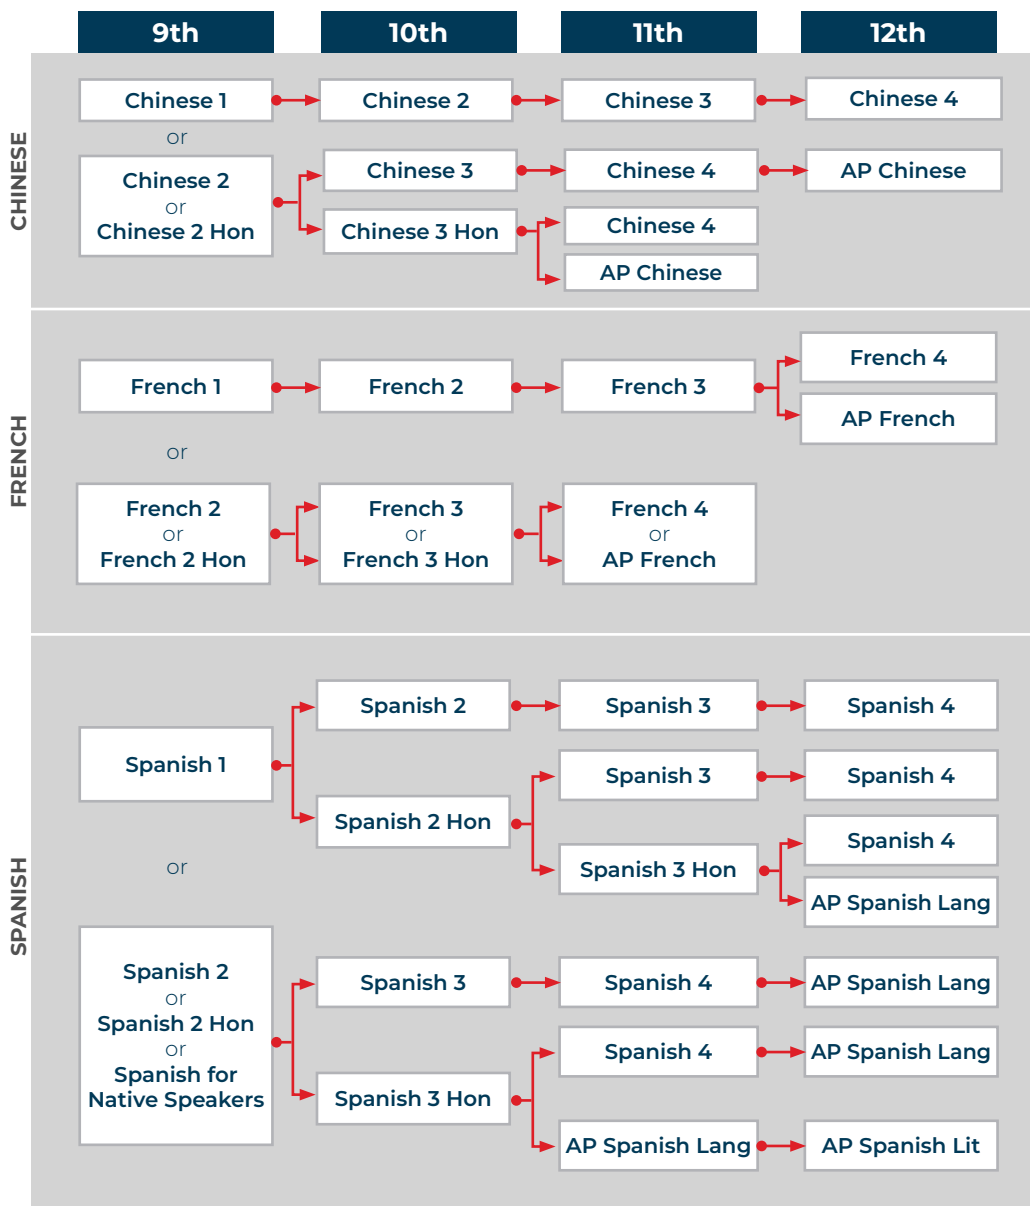 9th
10th
11th
12th
CHINESE
Chinese 1
Chinese 2
Chinese 3
Chinese 4
or
Chinese 2
or
Chinese 2 Hon
Chinese 3
Chinese 4
AP Chinese
Chinese 3 Hon
Chinese 4
AP Chinese
FRENCH
French 1
French 2
French 3
French 4
AP French
or
French 2
or
French 2 Hon
French 3
or
French 3 Hon
French 4
or
AP French
SPANISH
Spanish 1
Spanish 2
Spanish 3
Spanish 4
Spanish 2 Hon
Spanish 3
Spanish 4
Spanish 3 Hon
Spanish 4
AP Spanish Lang
or
Spanish 2
or
Spanish 2 Hon
or
Spanish for
Native Speakers
Spanish 3
Spanish 4
AP Spanish Lang
Spanish 3 Hon
Spanish 4
AP Spanish Lang
AP Spanish Lang
AP Spanish Lit